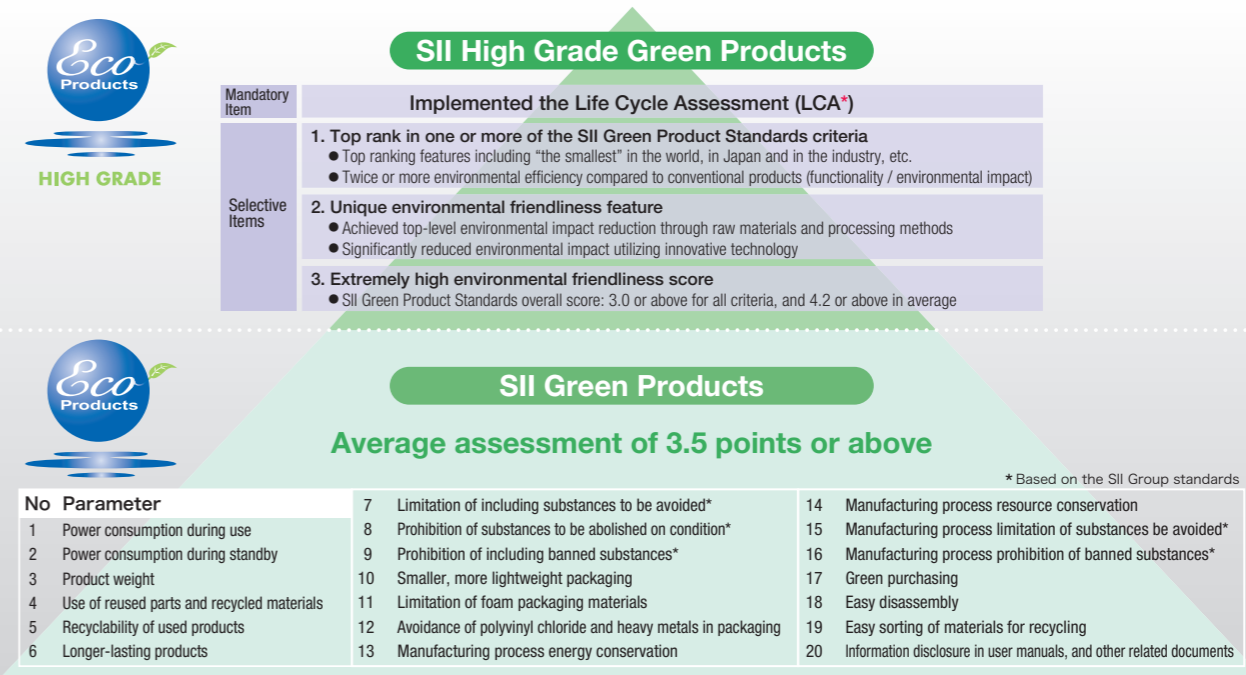 Eco
Products
HIGH GRADE
SII High Grade Green Products
Mandatory
Item
Implemented the Life Cycle Assessment (LCA*)
Selective
Items
1. Top rank in one or more of the SII Green Product Standards criteria
● Top ranking features including “the smallest” in the world, in Japan and in the industry, etc.
● Twice or more environmental efficiency compared to conventional products (functionality / environmental impact)
2. Unique environmental friendliness feature
● Achieved top-level environmental impact reduction through raw materials and processing methods
● Significantly reduced environmental impact utilizing innovative technology
3. Extremely high environmental friendliness score
● SII Green Product Standards overall score: 3.0 or above for all criteria, and 4.2 or above in average
Eco
Products
SII Green Products
Average assessment of 3.5 points or above
* Based on the SII Group standards
No Parameter
1 Power consumption during use
2 Power consumption during standby
3 Product weight
4 Use of reused parts and recycled materials
5 Recyclability of used products
6 Longer-lasting products
7 Limitation of including substances to be avoided*
8 Prohibition of substances to be abolished on condition*
9 Prohibition of including banned substances*
10 Smaller, more lightweight packaging
11 Limitation of foam packaging materials
12 Avoidance of polyvinyl chloride and heavy metals in packaging
13 Manufacturing process energy conservation
14 Manufacturing process resource conservation
15 Manufacturing process limitation of substances be avoided*
16 Manufacturing process prohibition of banned substances*
17 Green purchasing
18 Easy disassembly
19 Easy sorting of materials for recycling
20 Information disclosure in user manuals, and other related documents